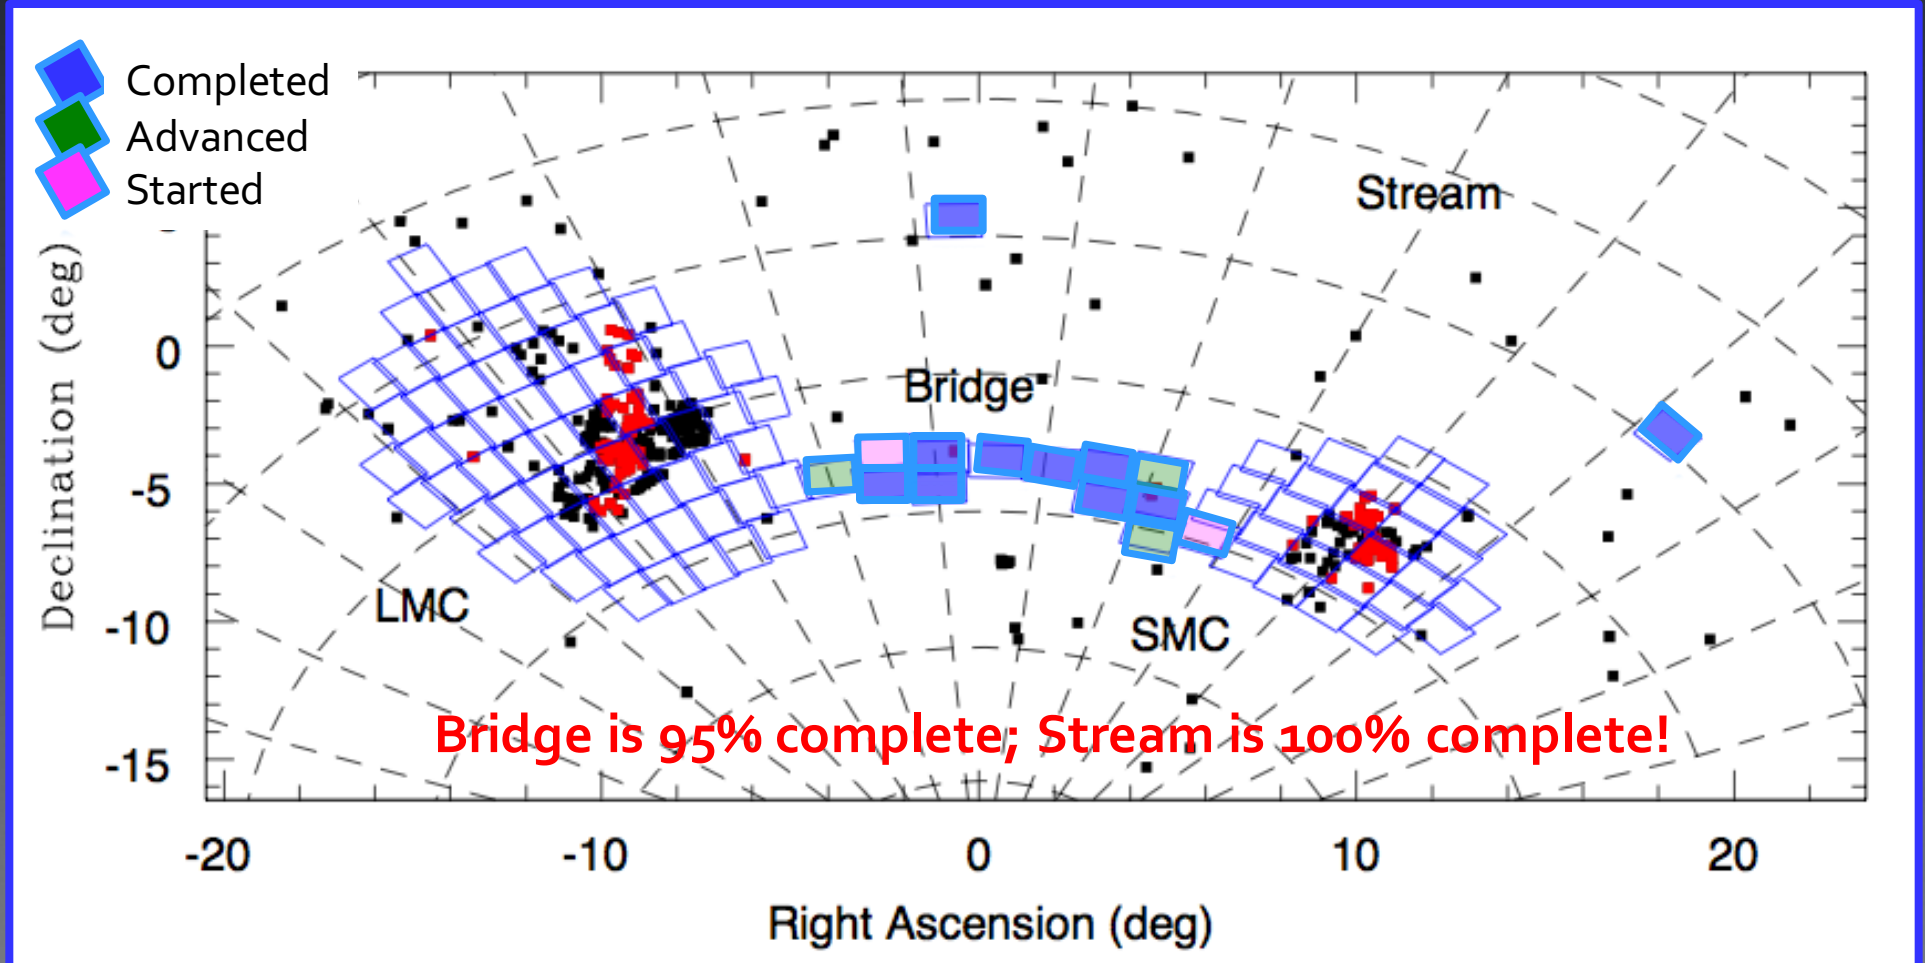 Completed
Advanced
Started
Stream
Bridge
LMC
SMC
Bridge is 95% complete; Stream is 100% complete!
Declination (deg)
0
-5
-10
-15
-20 -10 0 10 20
Right Ascension (deg)